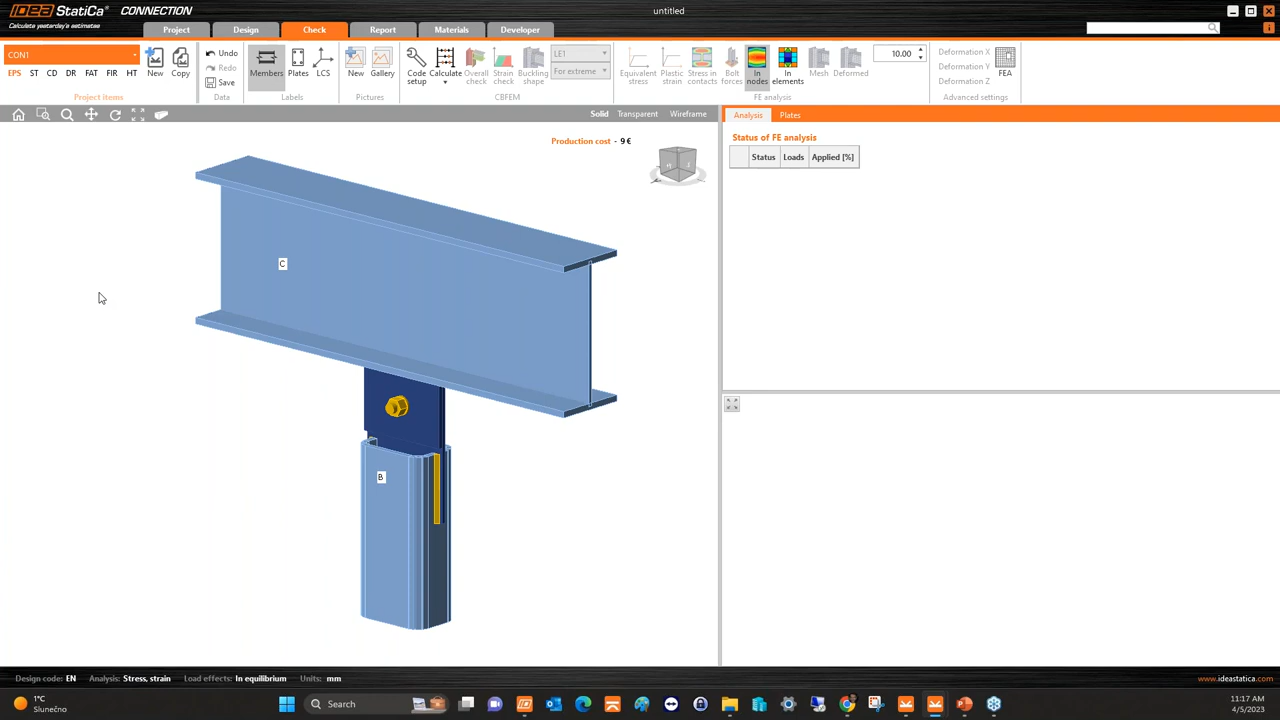 IDEA StatiCa® CONNECTION
Calculate yesterday's estimates
untitled
Project Design Check Report Materials Developer
CON1
EPS ST CD DR FAT FIR HT
New Copy
Project items
Undo
Redo
Save
Data
Members Plates LCS
Labels
New Gallery
Pictures
Code setup Calculate Overall check Strain check Buckling shape
LE1
For extreme
CBFEM
Equivalent stress Plastic strain Stress in contacts Bolt forces In nodes In elements Mesh Deformed
10.00
FE analysis
Deformation X
Deformation Y
Deformation Z
FEA
Advanced settings
Solid Transparent Wireframe
Production cost - 9 €
C
B
Analysis Plates
Status of FE analysis
Status Loads Applied [%]
Design code: EN Analysis: Stress, strain Load effects: In equilibrium Units: mm
www.ideastatica.com
1°C
Slunečno
Search
11:17 AM
4/5/2023